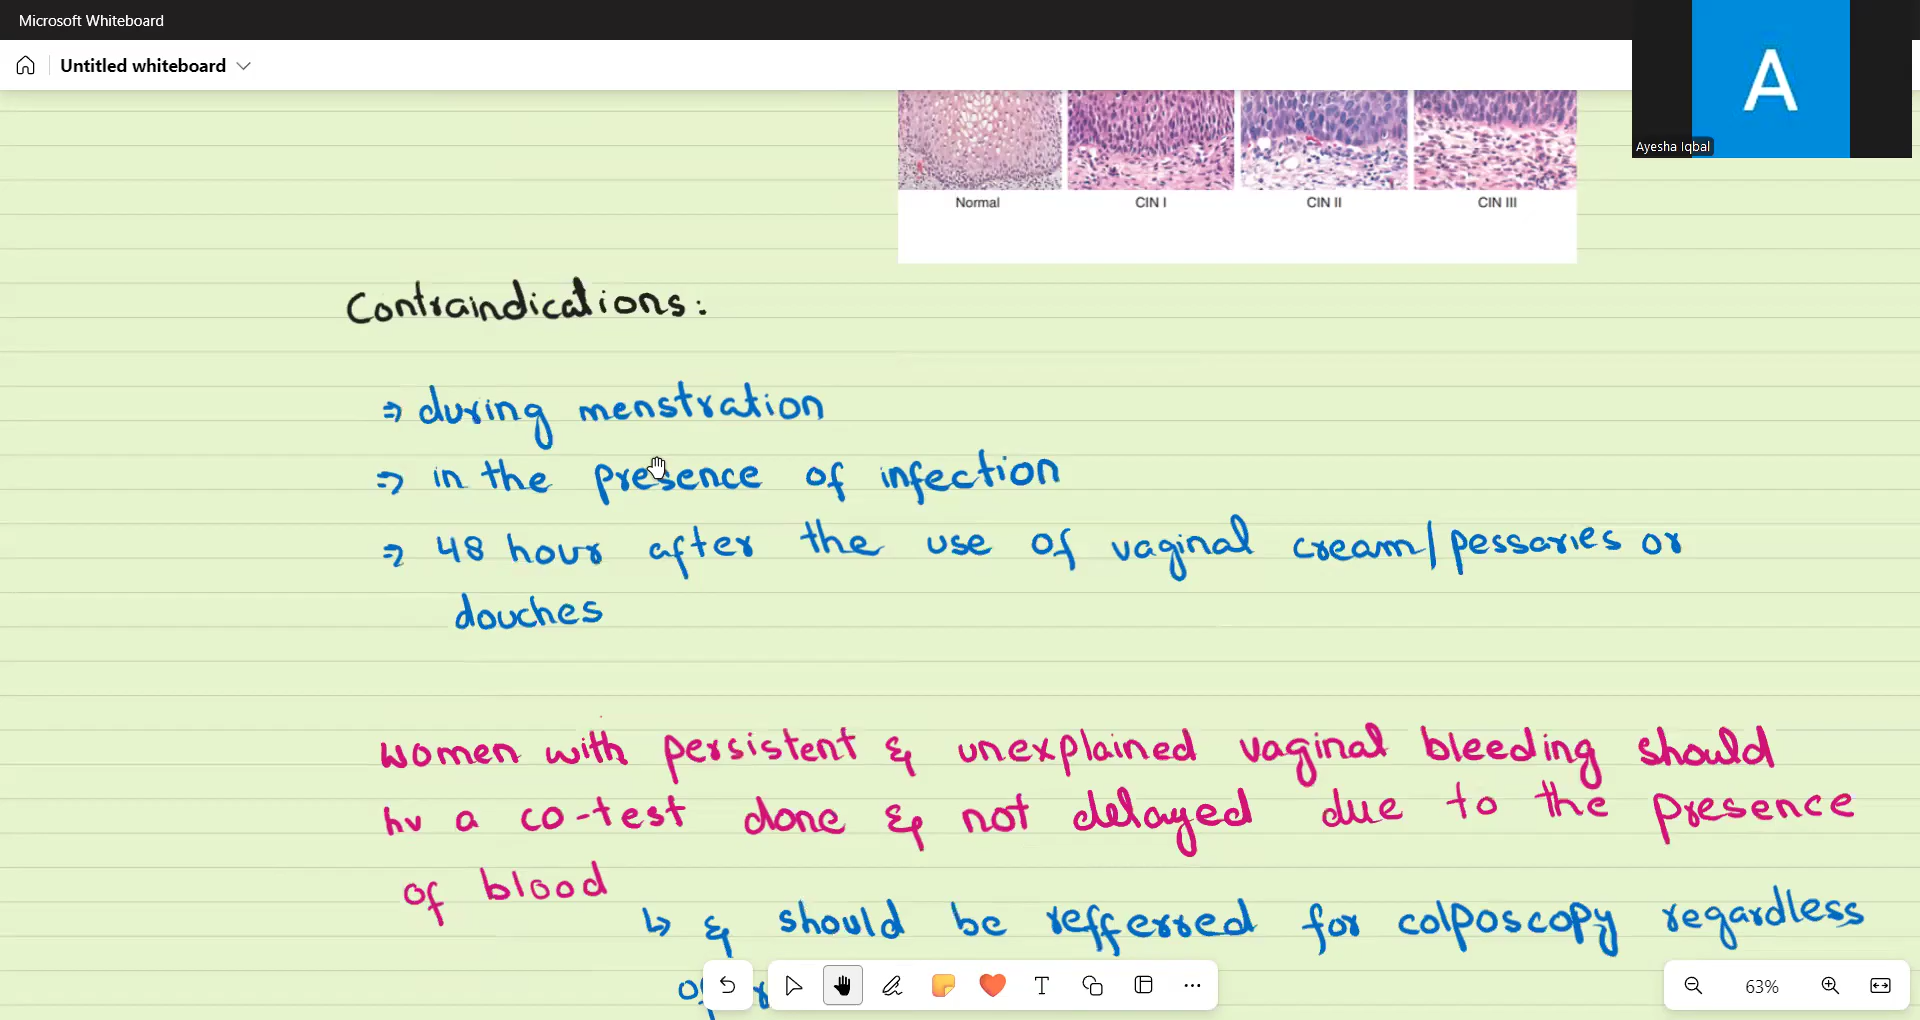 Microsoft Whiteboard
Untitled whiteboard
A
Ayesha Iqbal
Normal CIN I CIN II CIN III
Contraindications:
⇒ during menstration
⇒ in the presence of infection
⇒ 48 hour after the use of vaginal cream/pessaries or
douches
women with persistent & unexplained vaginal bleeding should
hv a co-test done & not delayed due to the presence
of blood
↳ & should be refferred for colposcopy regardless
63%